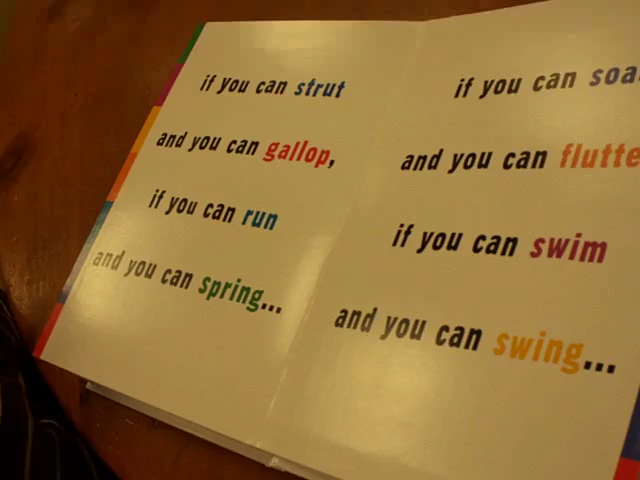 if you can strut
and you can gallop,
if you can run
and you can spring...
if you can
and you can
if you can swim
and you can swing...